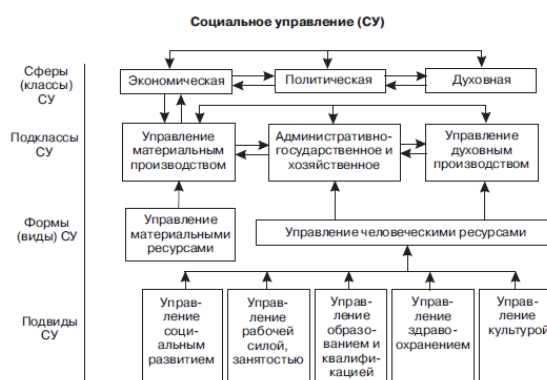 Социальное управление (СУ)
Сферы
(классы)
СУ
Экономическая
Политическая
Духовная
Подклассы
СУ
Управление
материальным
производством
Административно-
государственное и
хозяйственное
Управление
духовным
производством
Формы
(виды) СУ
Управление
материальными
ресурсами
Управление человеческими ресурсами
Подвиды
СУ
Управ-
ление
соци-
альным
развитием
Управ-
ление
рабочей
силой, за-
нятостью
Управ-
ление
образо-
ванием и
квалифи-
кацией
Управ-
ление
здраво-
охранением
Управ-
ление
культурой